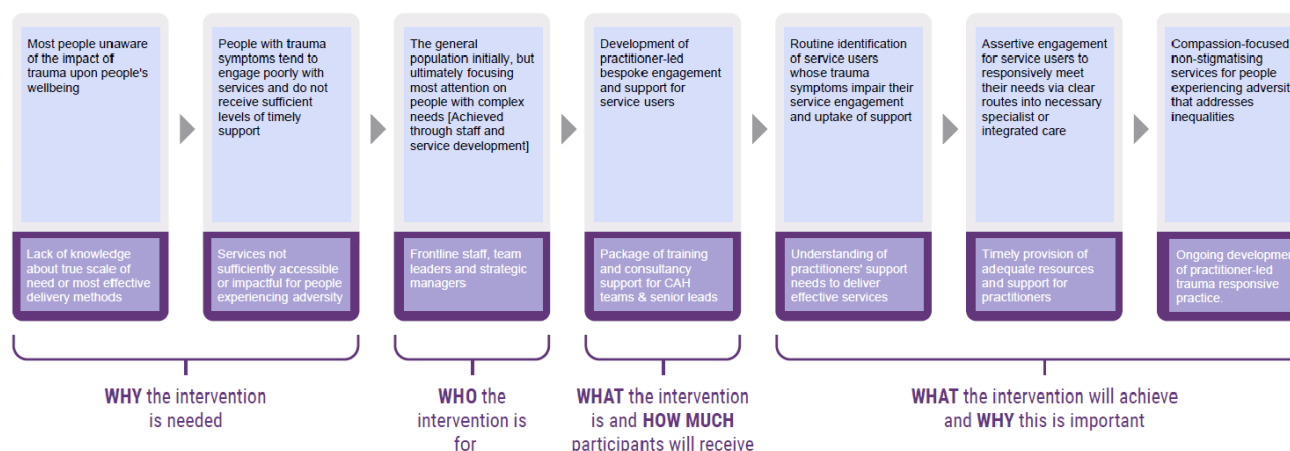 Most people unaware
of the impact of
trauma upon people's
wellbeing
People with trauma
symptoms tend to
engage poorly with
services and do not
receive sufficient
levels of timely
support
The general
population initially, but
ultimately focusing
most attention on
people with complex
needs [Achieved
through staff and
service development]
Development of
practitioner-led
bespoke engagement
and support for
service users
Routine identification
of service users
whose trauma
symptoms impair their
service engagement
and uptake of support
Assertive engagement
for service users to
responsively meet
their needs via clear
routes into necessary
specialist or
integrated care
Compassion-focused
non-stigmatising
services for people
experiencing adversit
that addresses
inequalities
Lack of knowledge
about true scale of
need or most effective
delivery methods
Services not
sufficiently accessible
or impactful for people
experiencing adversity
Frontline staff, team
leaders and strategic
managers
Package of training
and consultancy
support for CAH
teams & senior leads
Understanding of
practitioners' support
needs to deliver
effective services
Timely provision of
adequate resources
and support for
practitioners
Ongoing developmen
of practitioner-led
trauma responsive
practice.
WHY the intervention
is needed
WHO the
intervention is
for
WHAT the intervention
is and HOW MUCH
participants will receive
WHAT the intervention will achieve
and WHY this is important